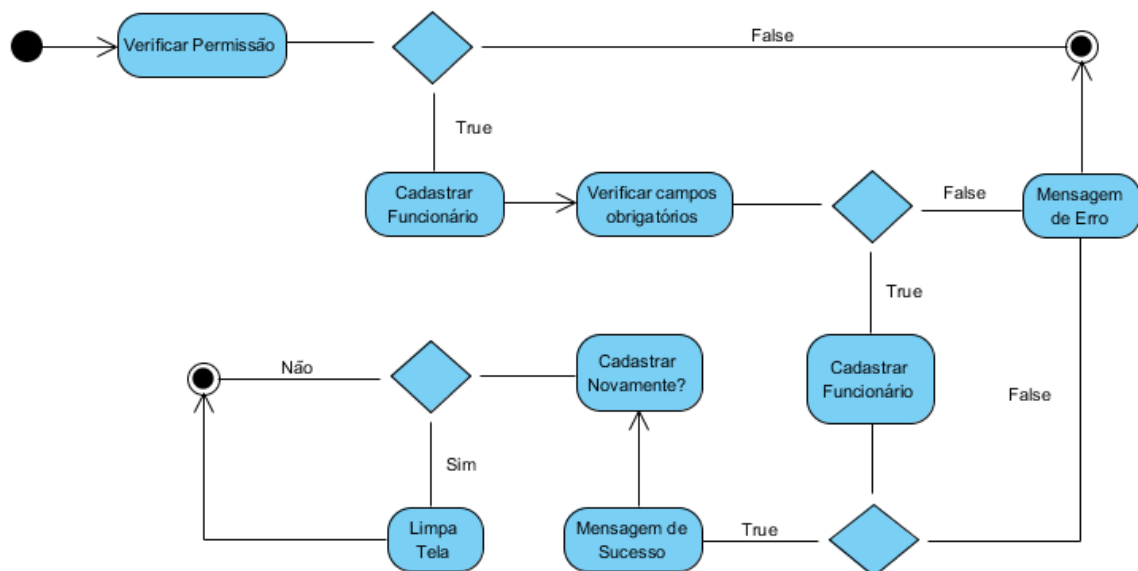 Verificar Permissão
False
True
Cadastrar
Funcionário
Verificar campos
obrigatórios
False
Mensagem
de Erro
True
Não
Cadastrar
Novamente?
Cadastrar
Funcionário
False
Sim
Limpa
Tela
Mensagem de
Sucesso
True